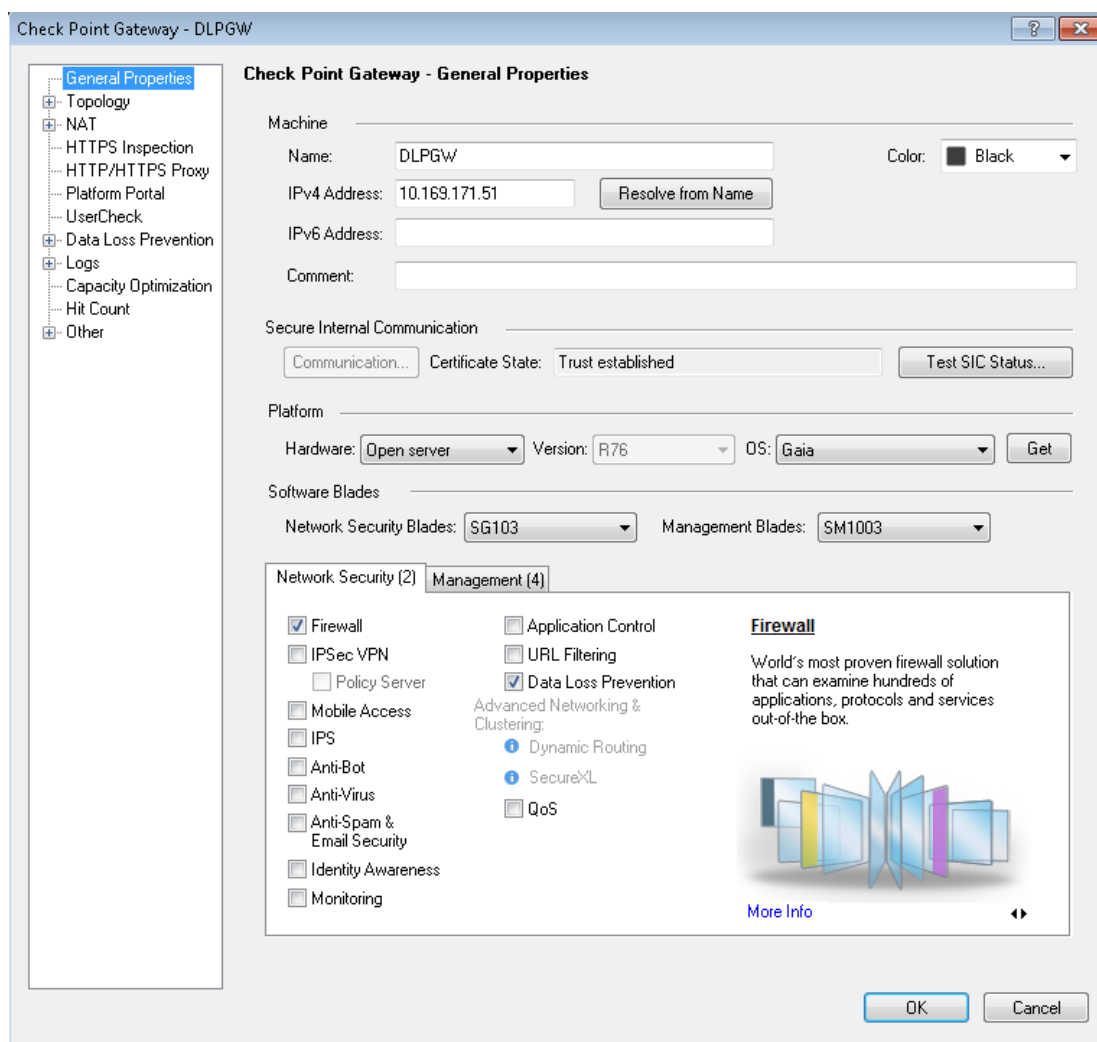 Check Point Gateway - DLPGW
General Properties
Topology
NAT
HTTPS Inspection
HTTP/HTTPS Proxy
Platform Portal
UserCheck
Data Loss Prevention
Logs
Capacity Optimization
Hit Count
Other
Check Point Gateway - General Properties
Machine
Name: DLPGW Color: Black
IPv4 Address: 10.169.171.51 Resolve from Name
IPv6 Address:
Comment:
Secure Internal Communication
Communication... Certificate State: Trust established Test SIC Status...
Platform
Hardware: Open server Version: R76 OS: Gaia Get
Software Blades
Network Security Blades: SG103 Management Blades: SM1003
Network Security (2) Management (4)
Firewall
IPSec VPN
Policy Server
Mobile Access
IPS
Anti-Bot
Anti-Virus
Anti-Spam &
Email Security
Identity Awareness
Monitoring
Application Control
URL Filtering
Data Loss Prevention
Advanced Networking &
Clustering:
Dynamic Routing
SecureXL
QoS
Firewall
World's most proven firewall solution
that can examine hundreds of
applications, protocols and services
out-of-the box.
More Info
OK Cancel